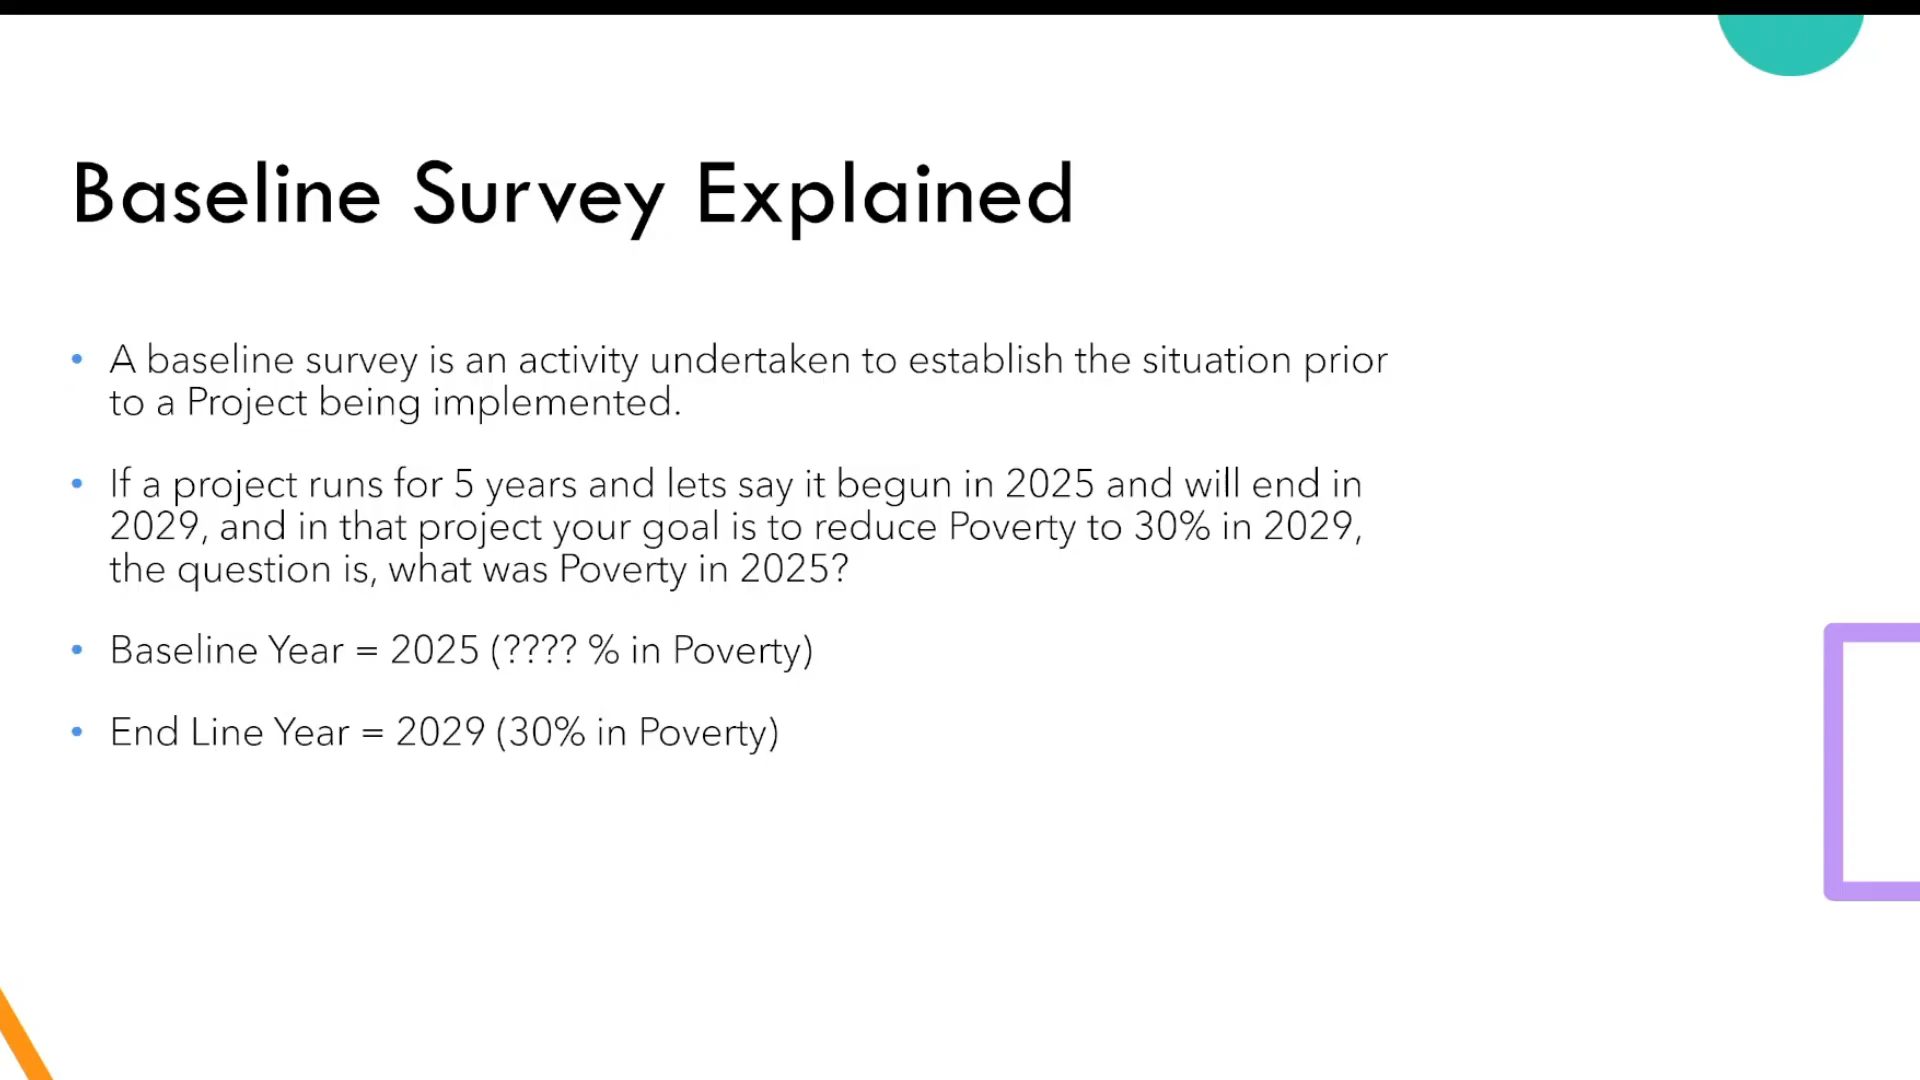 Baseline Survey Explained
• A baseline survey is an activity undertaken to establish the situation prior
to a Project being implemented.
• If a project runs for 5 years and lets say it begun in 2025 and will end in
2029, and in that project your goal is to reduce Poverty to 30% in 2029,
the question is, what was Poverty in 2025?
• Baseline Year = 2025 (???? % in Poverty)
• End Line Year = 2029 (30% in Poverty)